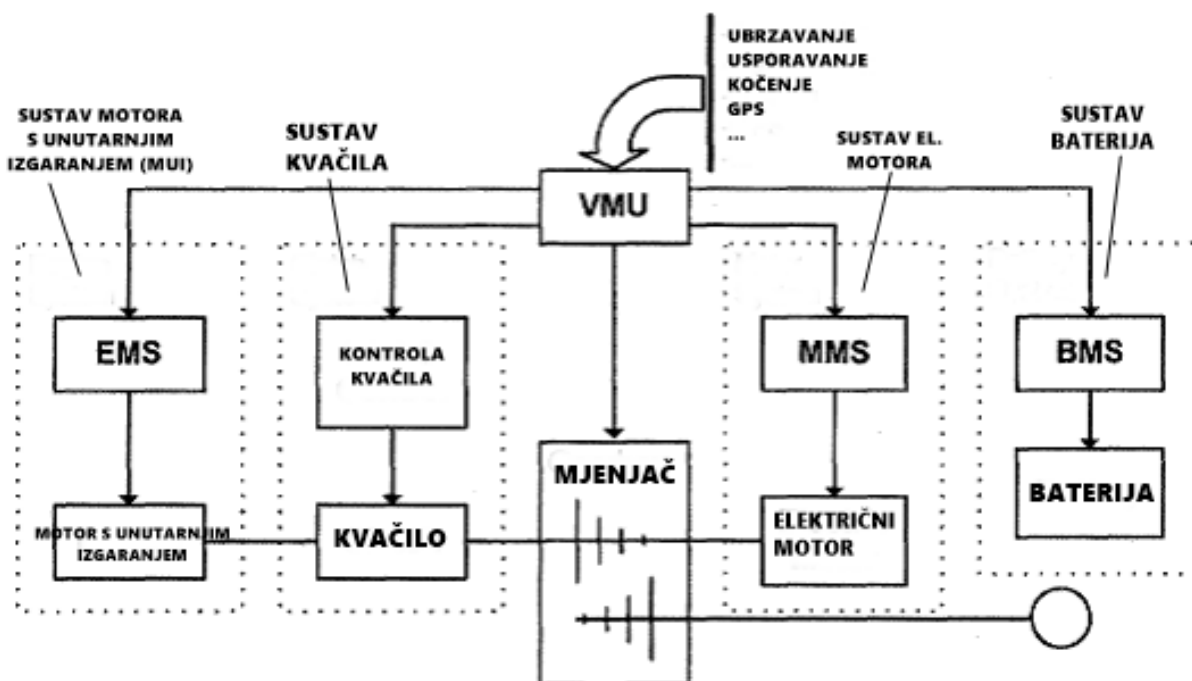 UBRZAVANJE
USPORAVANJE
KOČENJE
GPS
...
SUSTAV MOTORA
S UNUTARNJIM
IZGARANJEM (MUI)
SUSTAV
KVAČILA
SUSTAV EL.
MOTORA
SUSTAV
BATERIJA
VMU
EMS
KONTROLA
KVAČILA
MMS
BMS
MJENJAČ
MOTOR S UNUTARNJIM
IZGARANJEM
KVAČILO
ELEKTRIČNI
MOTOR
BATERIJA